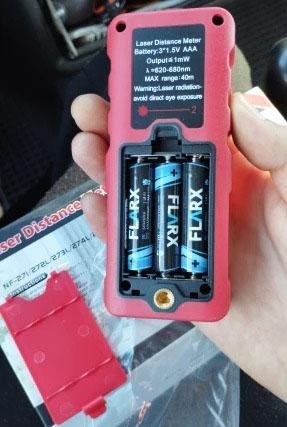 Laser Distance Meter
Battery:3*1.5V AAA
Output≤1mW
λ=620-680nm
MAX range:40m
Warning:Laser radiation-
avoid direct eye exposure
2
FLARX
FLARX
FLARX
ser Distance
NF-271/272L/273L/274L/